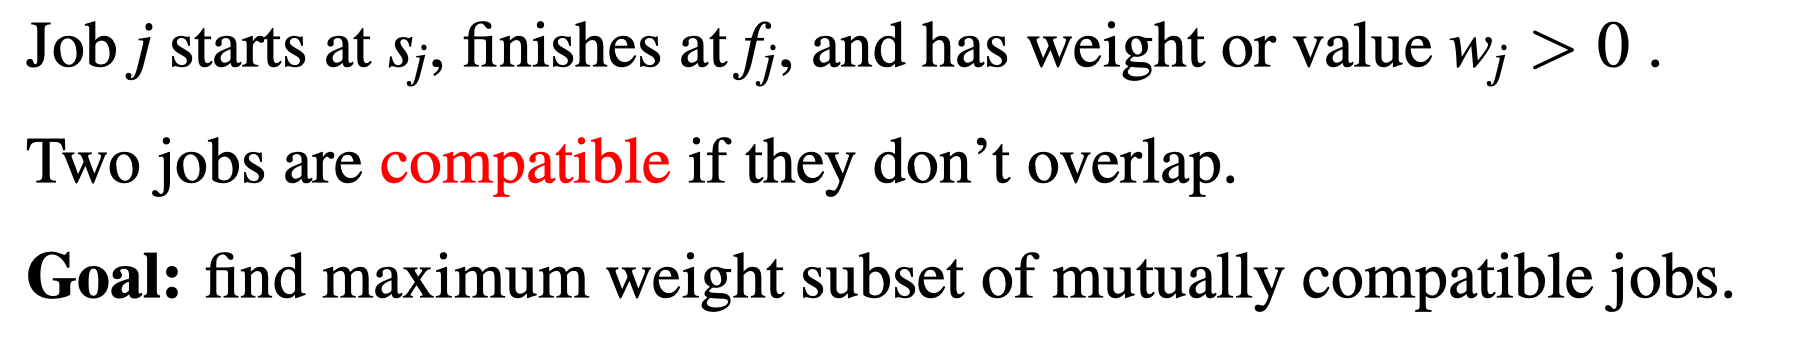 Job j starts at sⱼ, finishes at fⱼ, and has weight or value wⱼ > 0 .
Two jobs are compatible if they don’t overlap.
Goal: find maximum weight subset of mutually compatible jobs.